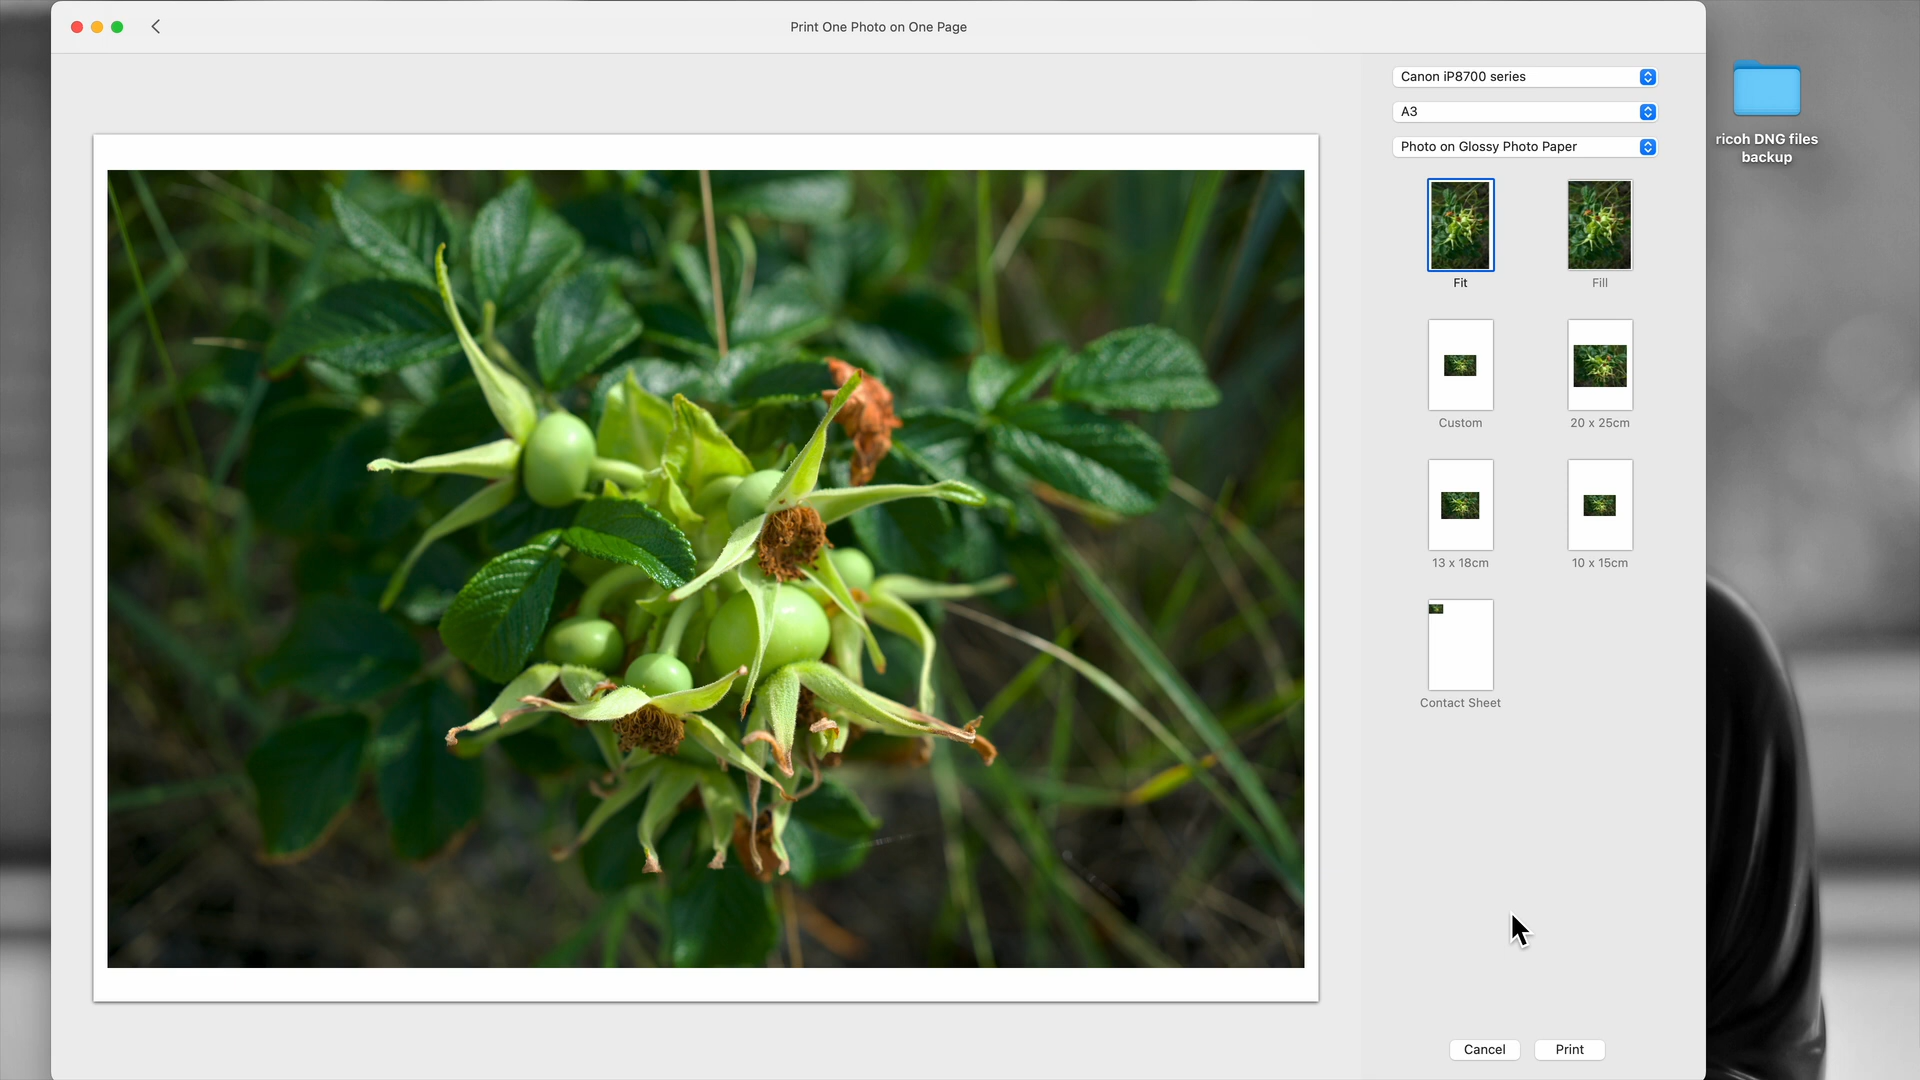 Print One Photo on One Page
Canon iP8700 series
A3
Photo on Glossy Photo Paper
Fit
Fill
Custom
20 x 25cm
13 x 18cm
10 x 15cm
Contact Sheet
Cancel
Print
ricoh DNG files
backup